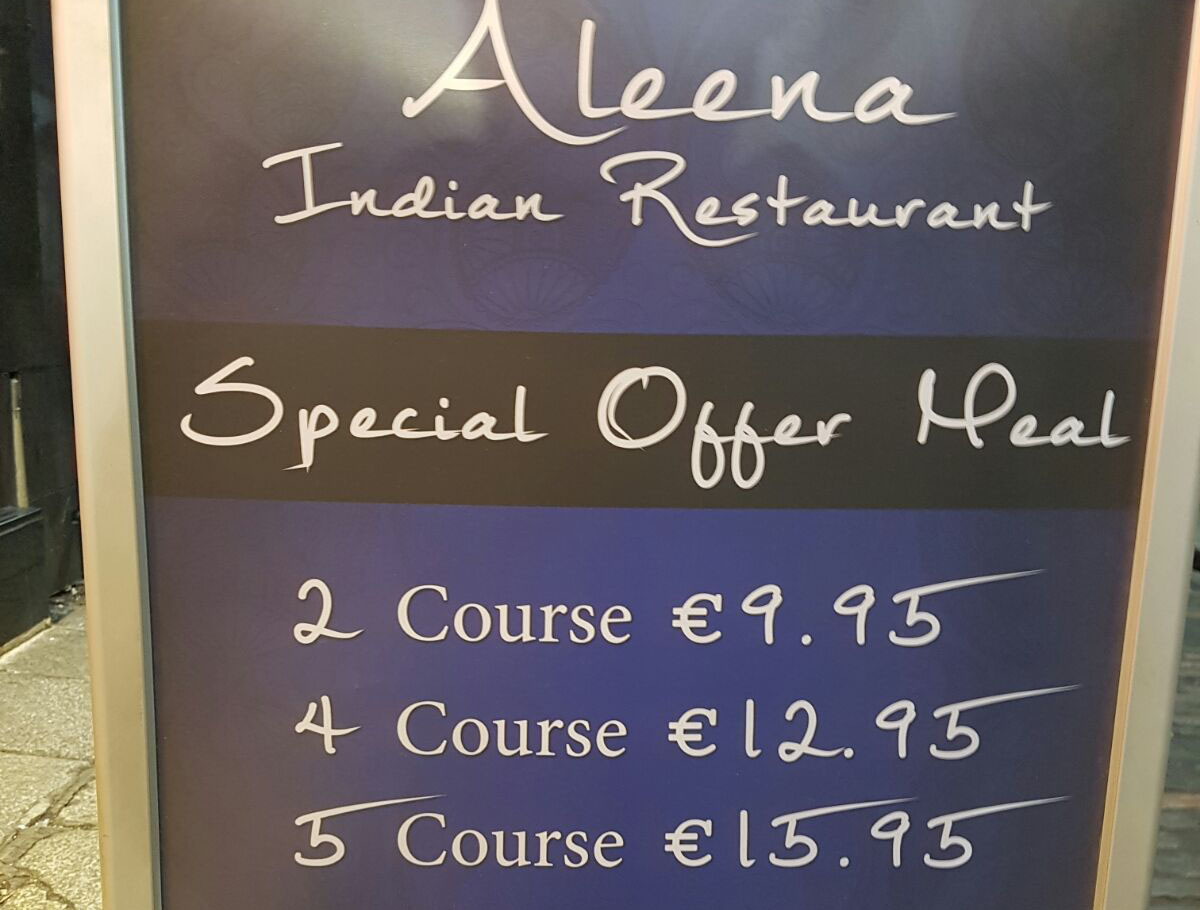 Aleena
Indian Restaurant
Special Offer Meal
2 Course €9.95
4 Course €12.95
5 Course €15.95